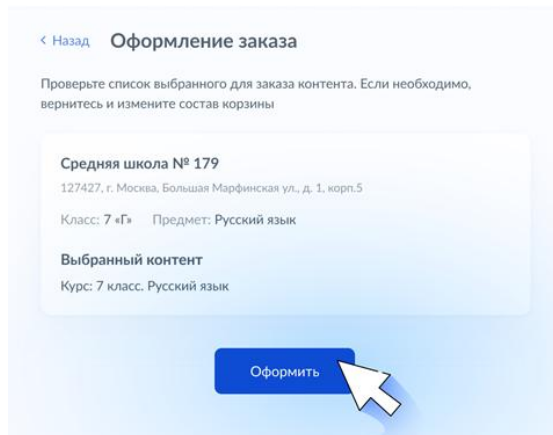 ‹ Назад Оформление заказа
Проверьте список выбранного для заказа контента. Если необходимо,
вернитесь и измените состав корзины
Средняя школа № 179
127427, г. Москва, Большая Марфинская ул., д. 1, корп.5
Класс: 7 «Г» Предмет: Русский язык
Выбранный контент
Курс: 7 класс. Русский язык
Оформить